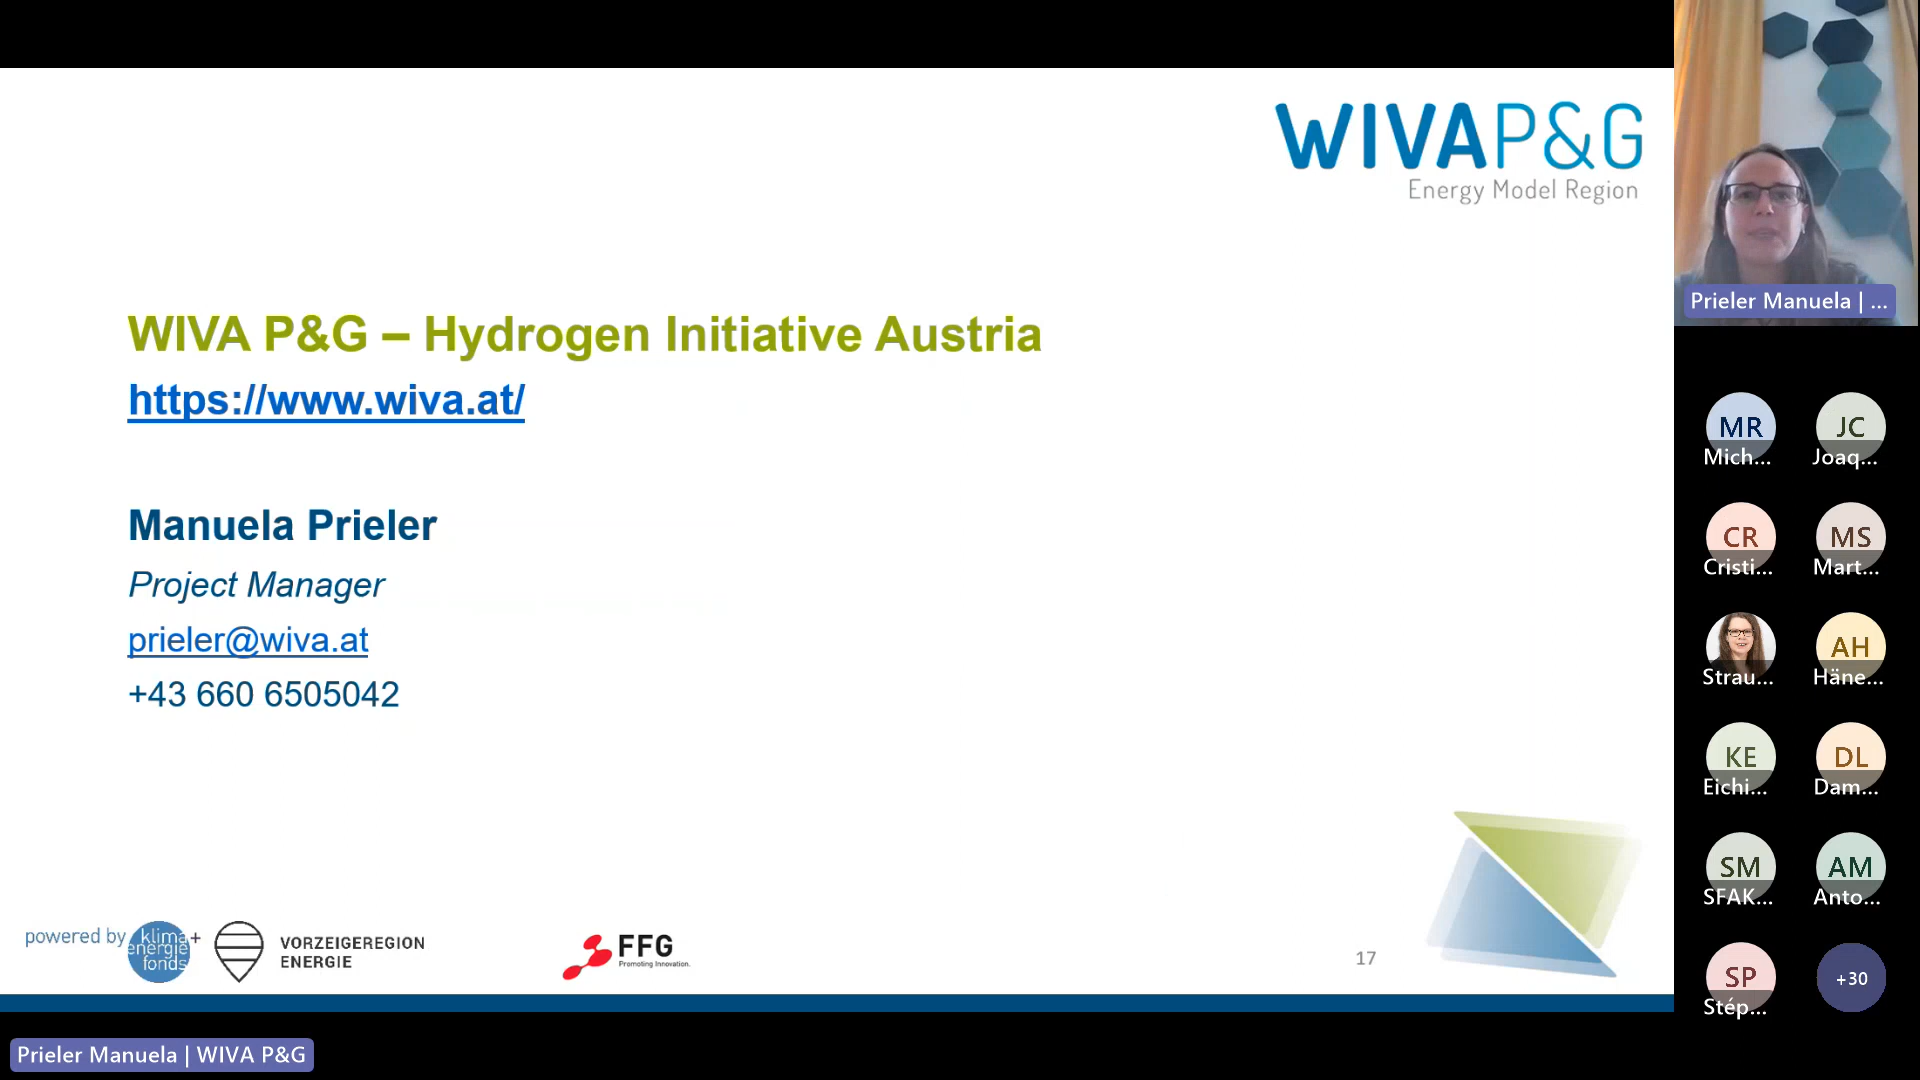 WIVAP&G
Energy Model Region
WIVA P&G – Hydrogen Initiative Austria
https://www.wiva.at/
Manuela Prieler
Project Manager
prieler@wiva.at
+43 660 6505042
powered by
klima+
energie
fonds
VORZEIGEREGION
ENERGIE
FFG
Promoting Innovation.
17
Prieler Manuela | WIVA P&G
Prieler Manuela | ...
MR
Mich...
JC
Joaq...
CR
Cristi...
MS
Mart...
Strau...
AH
Häne...
KE
Eichi...
DL
Dam...
SM
SFAK...
AM
Anto...
SP
Stép...
+30